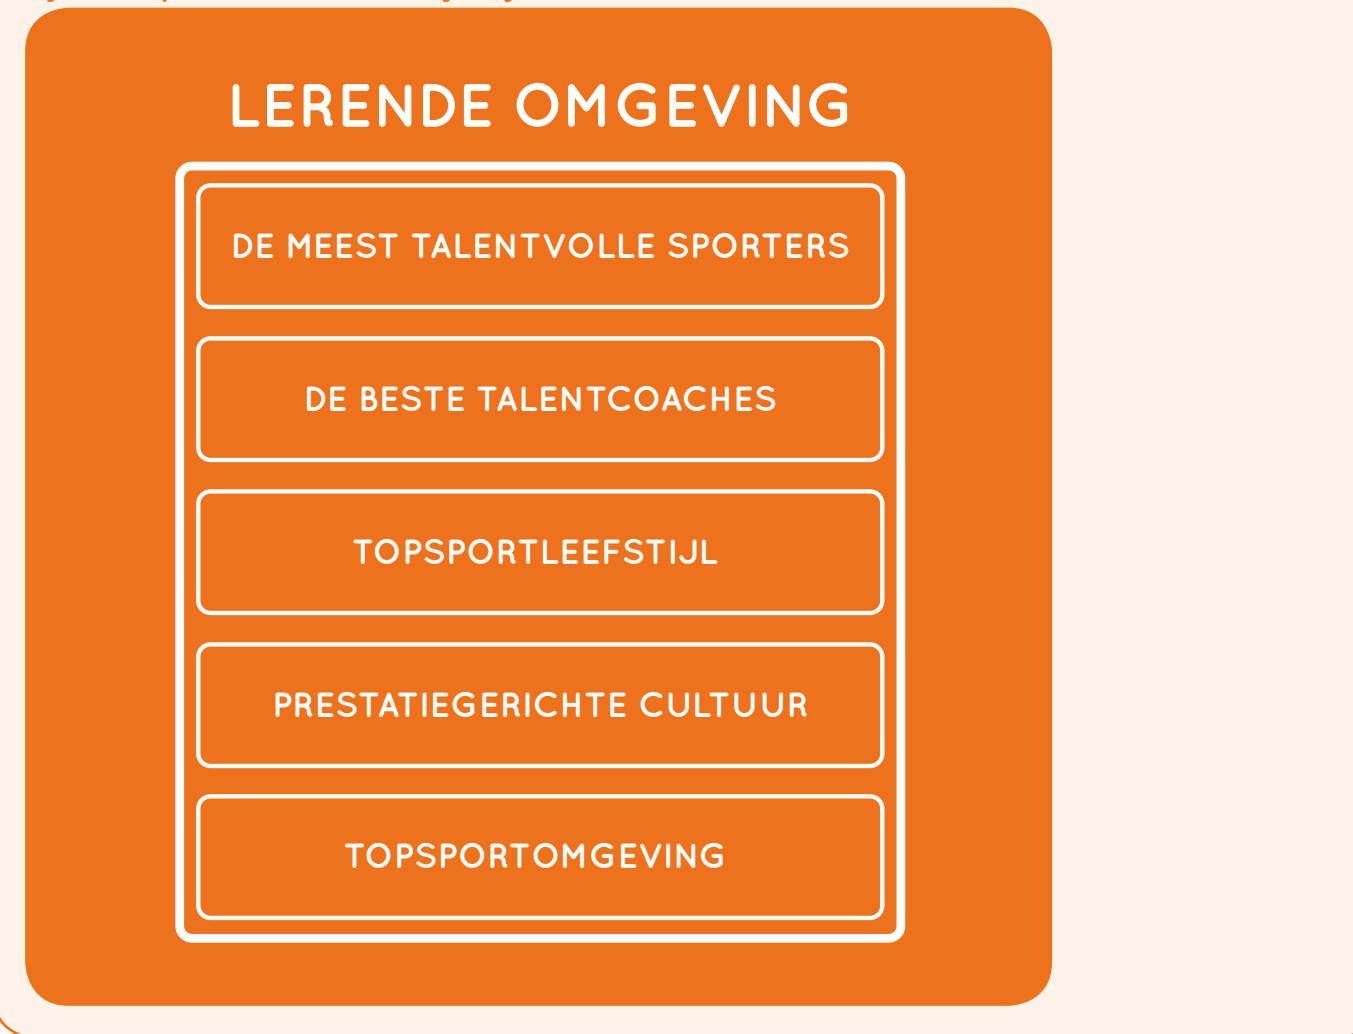 LERENDE OMGEVING
DE MEEST TALENTVOLLE SPORTERS
DE BESTE TALENTCOACHES
TOPSPORTLEEFSTIJL
PRESTATIEGERICHTE CULTUUR
TOPSPORTOMGEVING